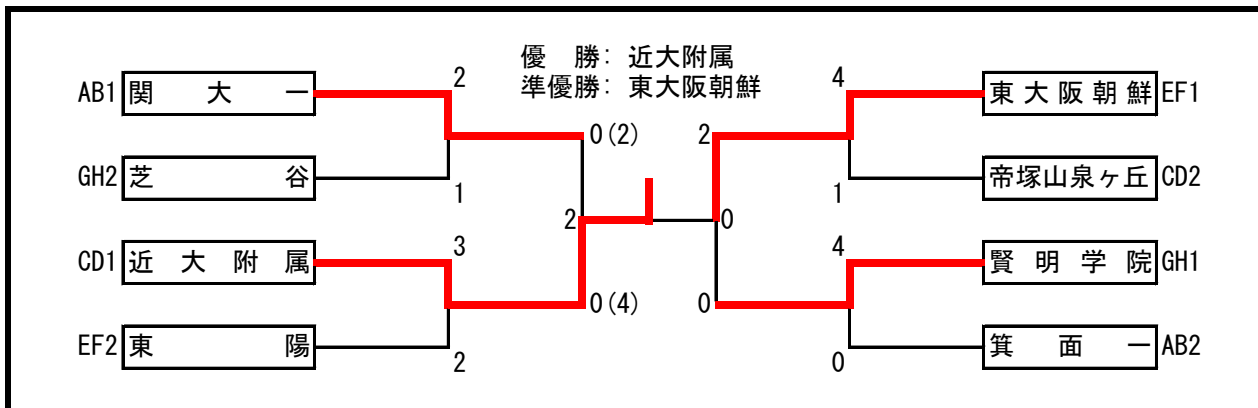 優　勝: 近大附属
準優勝: 東大阪朝鮮
AB1 関大一 2
GH2 芝谷 1
0(2)
CD1 近大附属 3
EF2 東陽 2
0(4)
2
0
4 東大阪朝鮮 EF1
1 帝塚山泉ヶ丘 CD2
2
4 賢明学院 GH1
0 箕面一 AB2
0